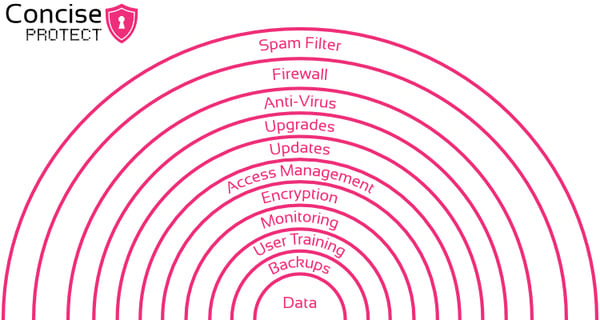 Concise
PROTECT
Spam Filter
Firewall
Anti-Virus
Upgrades
Updates
Access Management
Encryption
Monitoring
User Training
Backups
Data